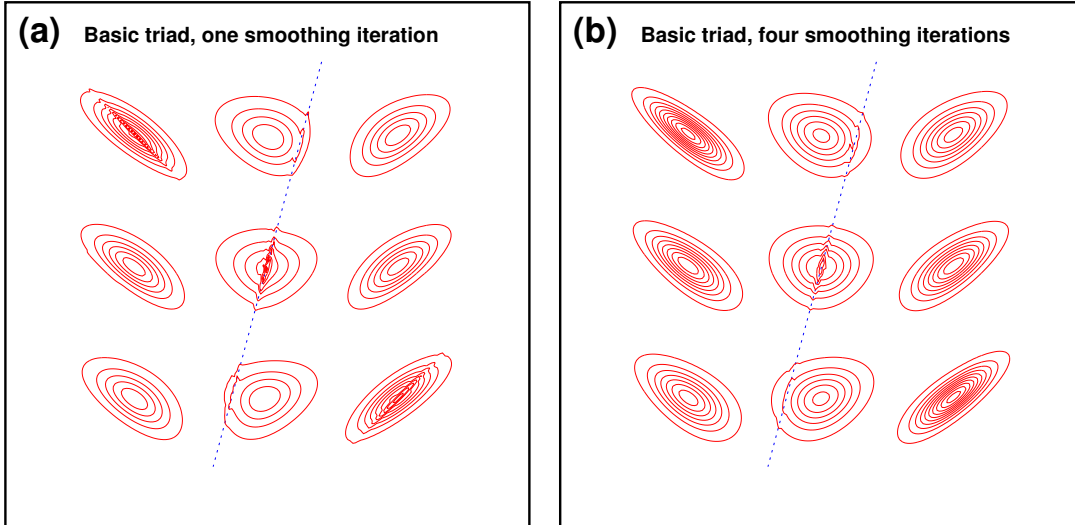 (a) Basic triad, one smoothing iteration
(b) Basic triad, four smoothing iterations